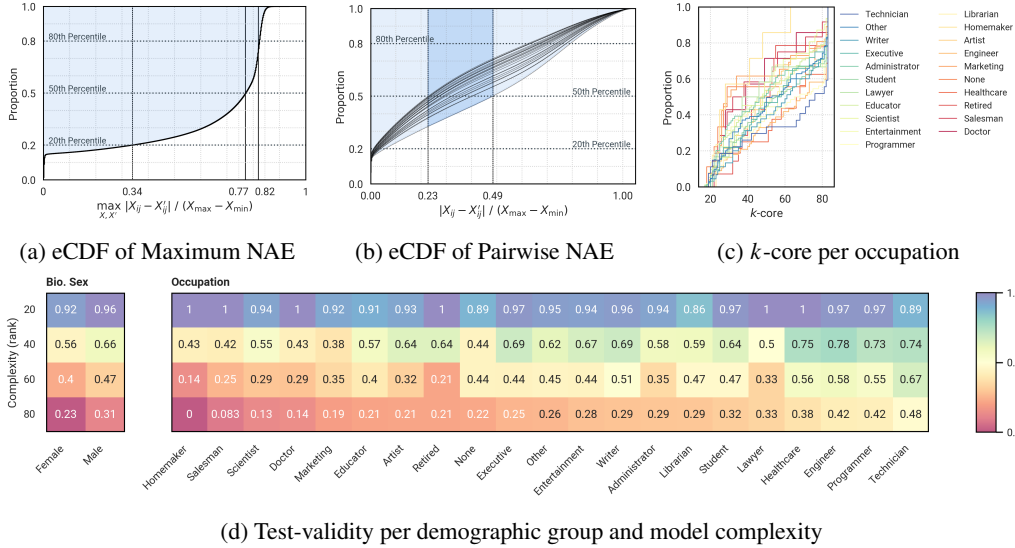 1.0
0.8
0.5
0.2
0.0
Proportion
80th Percentile
50th Percentile
20th Percentile
0
0.34
0.77
0.82
1
max X,X′ |Xij − X′ij| / (Xmax − Xmin)
(a) eCDF of Maximum NAE
1.0
0.8
0.5
0.2
0.0
Proportion
80th Percentile
50th Percentile
20th Percentile
0
0.23
0.49
1.00
|Xij − X′ij| / (Xmax − Xmin)
(b) eCDF of Pairwise NAE
1.0
0.8
0.6
0.4
0.2
0.0
Proportion
20
40
60
80
k-core
Technician
Other
Writer
Executive
Administrator
Student
Lawyer
Educator
Scientist
Entertainment
Programmer
Librarian
Homemaker
Artist
Engineer
Marketing
None
Healthcare
Retired
Salesman
Doctor
(c) k-core per occupation
Bio. Sex Occupation
Complexity (rank)
20 0.92 0.96 1 1 0.94 1 0.92 0.91 0.93 1 0.89 0.97 0.95 0.94 0.96 0.94 0.86 0.97 1 1 0.97 0.97 0.89
40 0.56 0.66 0.43 0.42 0.55 0.43 0.38 0.57 0.64 0.64 0.44 0.69 0.62 0.67 0.69 0.58 0.59 0.64 0.5 0.75 0.78 0.73 0.74
60 0.4 0.47 0.14 0.25 0.29 0.29 0.35 0.4 0.32 0.21 0.44 0.44 0.45 0.44 0.51 0.35 0.47 0.47 0.33 0.56 0.58 0.55 0.67
80 0.23 0.31 0 0.083 0.13 0.14 0.19 0.21 0.21 0.21 0.22 0.25 0.26 0.28 0.29 0.29 0.29 0.32 0.33 0.38 0.42 0.42 0.48
Female Male Homemaker Salesman Scientist Doctor Marketing Educator Artist Retired None Executive Other Entertainment Writer Administrator Librarian Student Lawyer Healthcare Engineer Programmer Technician
1.
0.
(d) Test-validity per demographic group and model complexity